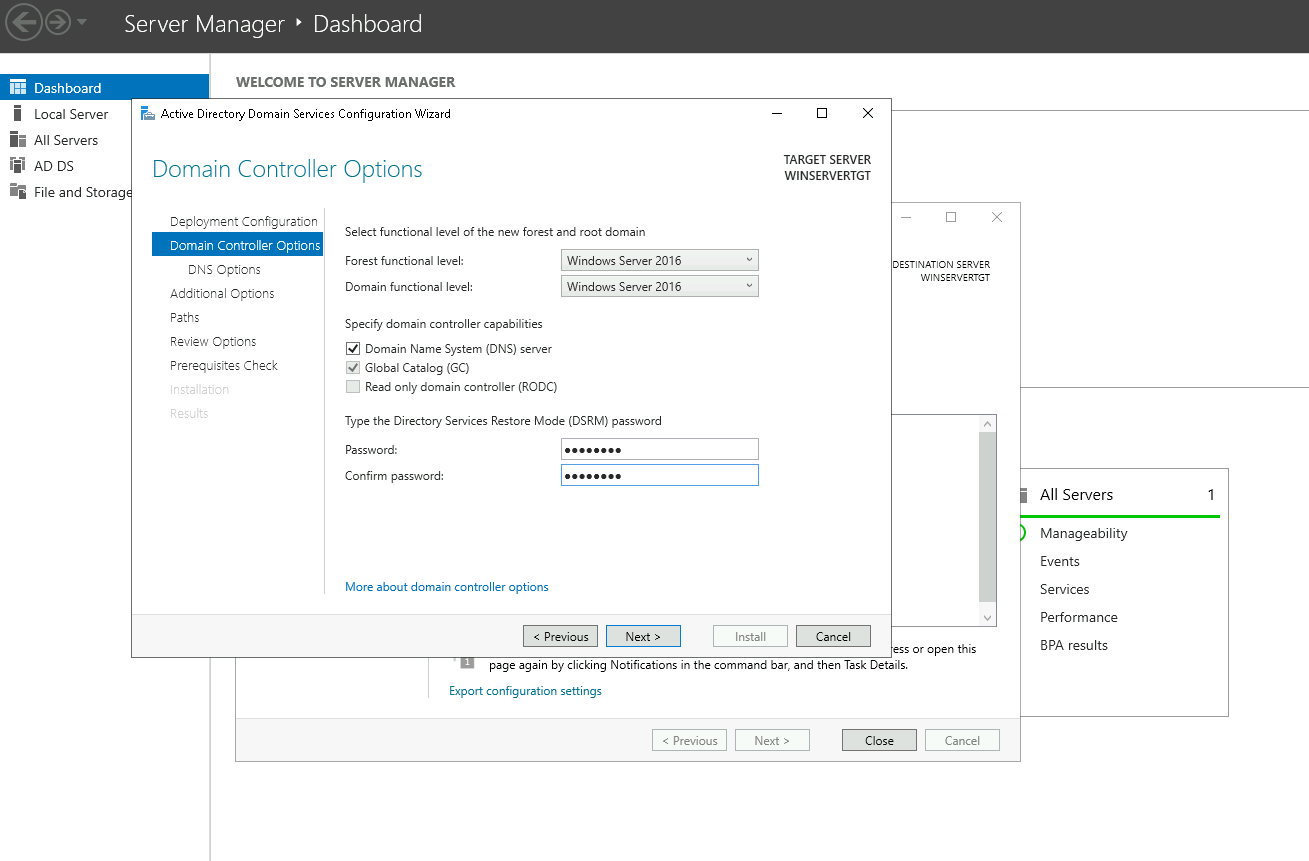 Server Manager ‣ Dashboard
Dashboard
Local Server
All Servers
AD DS
File and Storage
WELCOME TO SERVER MANAGER
Active Directory Domain Services Configuration Wizard
Domain Controller Options
TARGET SERVER
WINSERVERTGT
Deployment Configuration
Domain Controller Options
DNS Options
Additional Options
Paths
Review Options
Prerequisites Check
Installation
Results
Select functional level of the new forest and root domain
Forest functional level: Windows Server 2016
Domain functional level: Windows Server 2016
Specify domain controller capabilities
Domain Name System (DNS) server
Global Catalog (GC)
Read only domain controller (RODC)
Type the Directory Services Restore Mode (DSRM) password
Password: ●●●●●●●●
Confirm password: ●●●●●●●●
More about domain controller options
< Previous Next > Install Cancel
DESTINATION SERVER
WINSERVERTGT
1
page again by clicking Notifications in the command bar, and then Task Details.
or open this
Export configuration settings
< Previous Next > Close Cancel
All Servers 1
Manageability
Events
Services
Performance
BPA results